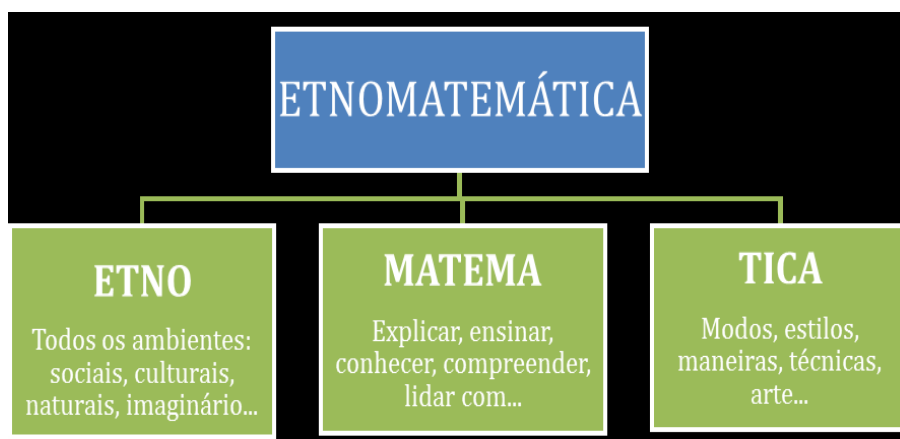 ETNOMATEMÁTICA
ETNO
Todos os ambientes:
sociais, culturais,
naturais, imaginário...
MATEMA
Explicar, ensinar,
conhecer, compreender,
lidar com...
TICA
Modos, estilos,
maneiras, técnicas,
arte...